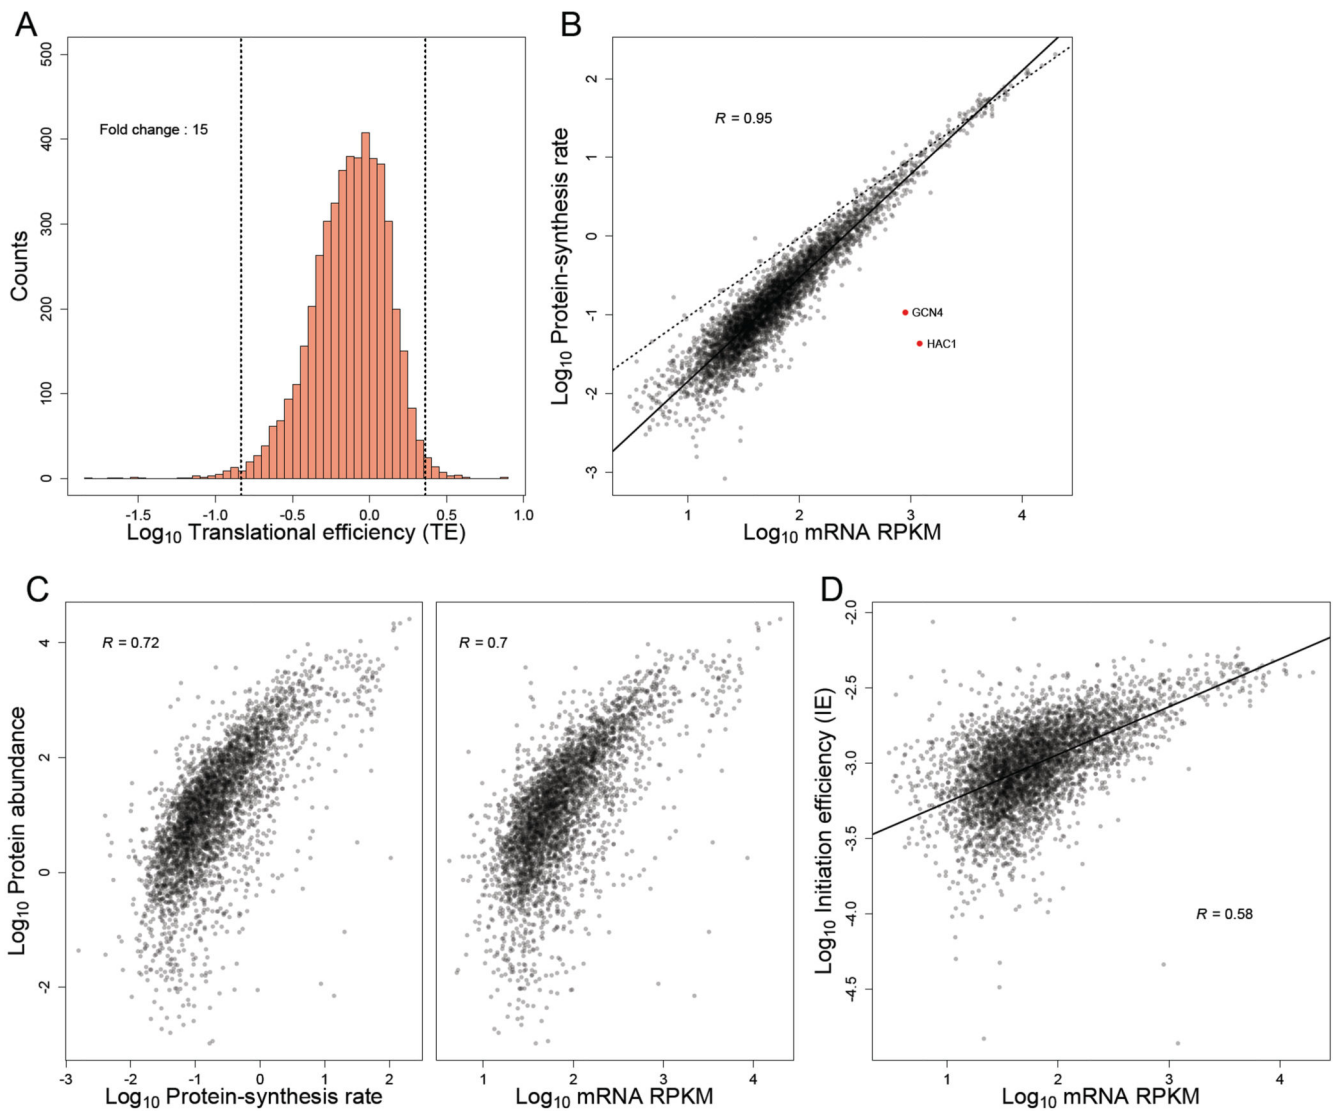 A
Fold change : 15
500
400
300
200
100
0
Counts
-1.5 -1.0 -0.5 0.0 0.5 1.0
Log10 Translational efficiency (TE)
B
R = 0.95
GCN4
HAC1
2
1
0
-1
-2
-3
Log10 Protein-synthesis rate
1 2 3 4
Log10 mRNA RPKM
C
R = 0.72
4
2
0
-2
Log10 Protein abundance
-3 -2 -1 0 1 2
Log10 Protein-synthesis rate
R = 0.7
1 2 3 4
Log10 mRNA RPKM
D
-2.0
-2.5
-3.0
-3.5
-4.0
-4.5
Log10 Initiation efficiency (IE)
R = 0.58
1 2 3 4
Log10 mRNA RPKM